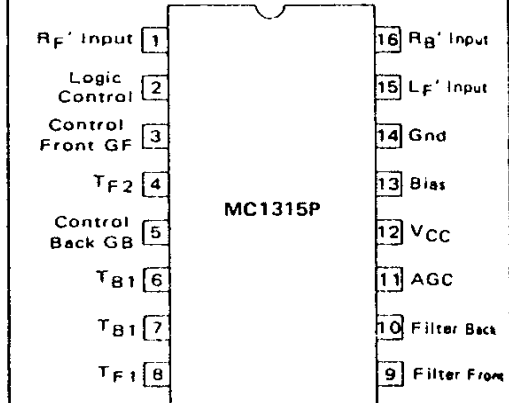 RF' Input 1
Logic
Control 2
Control
Front GF 3
TF2 4
Control
Back GB 5
TB1 6
TB1 7
TF1 8
MC1315P
16 RB' Input
15 LF' Input
14 Gnd
13 Bias
12 VCC
11 AGC
10 Filter Back
9 Filter Front